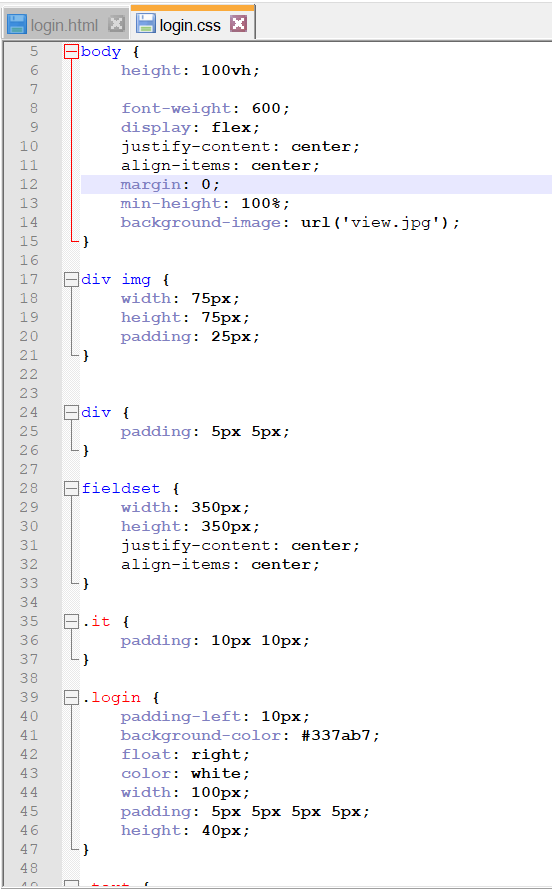 login.html login.css
5 body {
6 height: 100vh;
7
8 font-weight: 600;
9 display: flex;
10 justify-content: center;
11 align-items: center;
12 margin: 0;
13 min-height: 100%;
14 background-image: url('view.jpg');
15 }
16
17 div img {
18 width: 75px;
19 height: 75px;
20 padding: 25px;
21 }
22
23
24 div {
25 padding: 5px 5px;
26 }
27
28 fieldset {
29 width: 350px;
30 height: 350px;
31 justify-content: center;
32 align-items: center;
33 }
34
35 .it {
36 padding: 10px 10px;
37 }
38
39 .login {
40 padding-left: 10px;
41 background-color: #337ab7;
42 float: right;
43 color: white;
44 width: 100px;
45 padding: 5px 5px 5px 5px;
46 height: 40px;
47 }
48